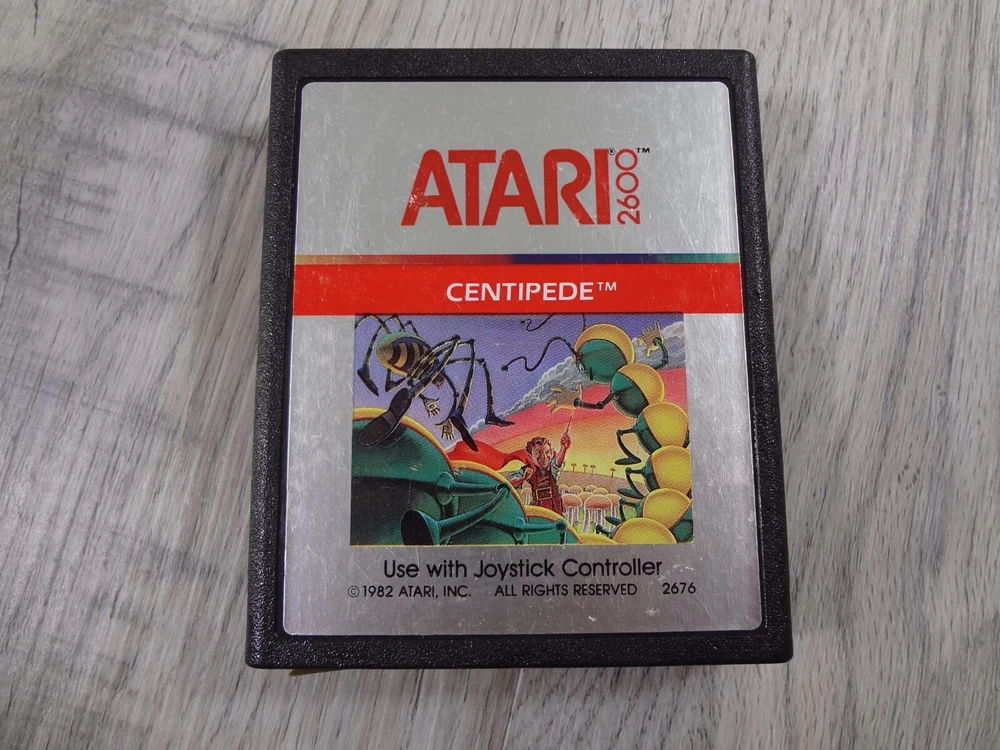 ATARI® 2600™
CENTIPEDE™
Use with Joystick Controller
©1982 ATARI, INC. ALL RIGHTS RESERVED 2676